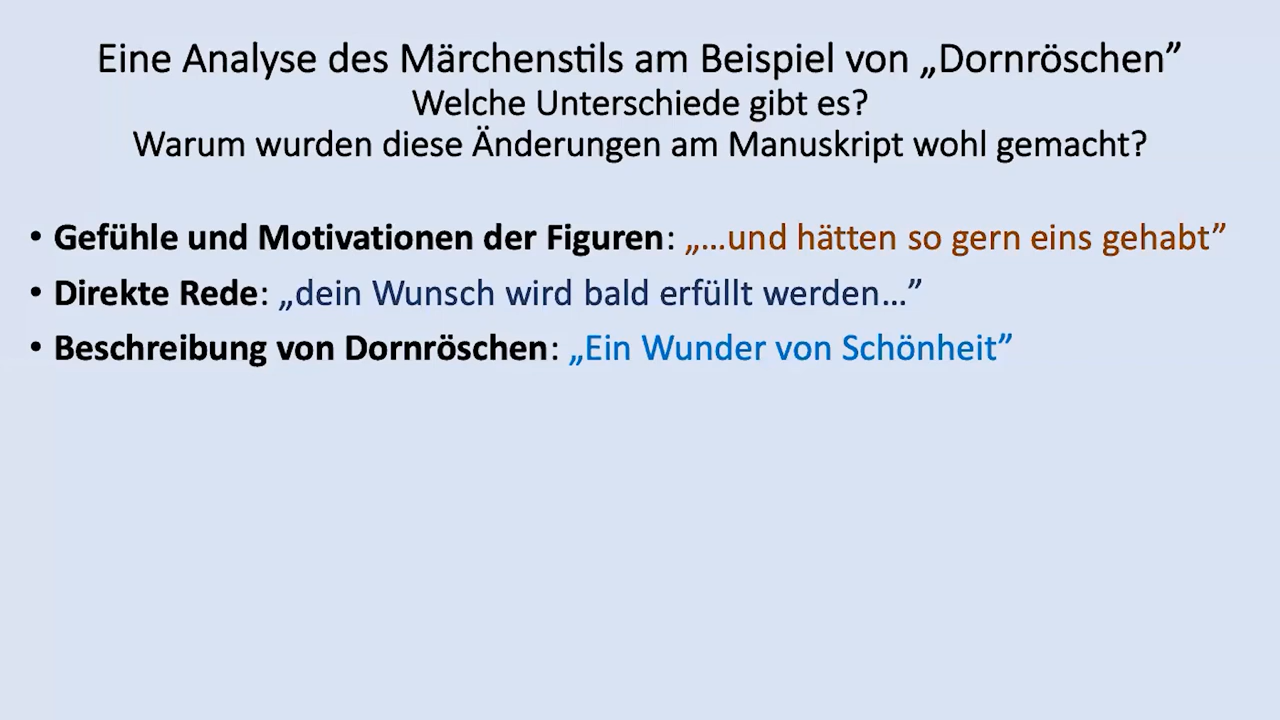 Eine Analyse des Märchenstils am Beispiel von „Dornröschen”
Welche Unterschiede gibt es?
Warum wurden diese Änderungen am Manuskript wohl gemacht?
• Gefühle und Motivationen der Figuren: „…und hätten so gern eins gehabt”
• Direkte Rede: „dein Wunsch wird bald erfüllt werden…”
• Beschreibung von Dornröschen: „Ein Wunder von Schönheit”